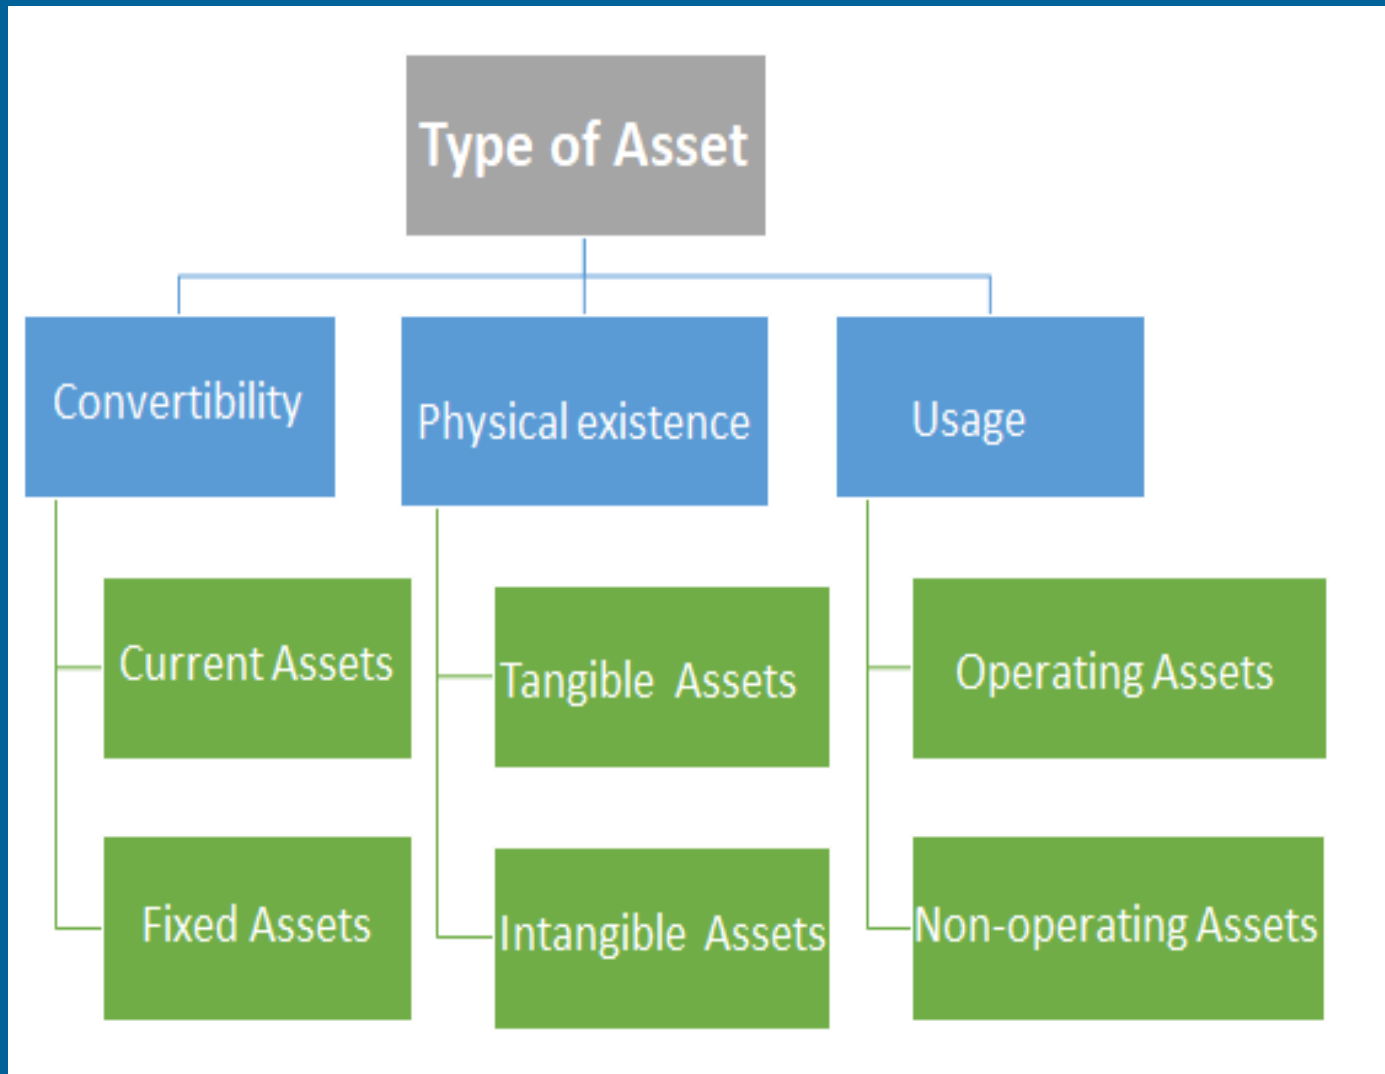 Type of Asset
Convertibility
Physical existence
Usage
Current Assets
Tangible Assets
Operating Assets
Fixed Assets
Intangible Assets
Non-operating Assets